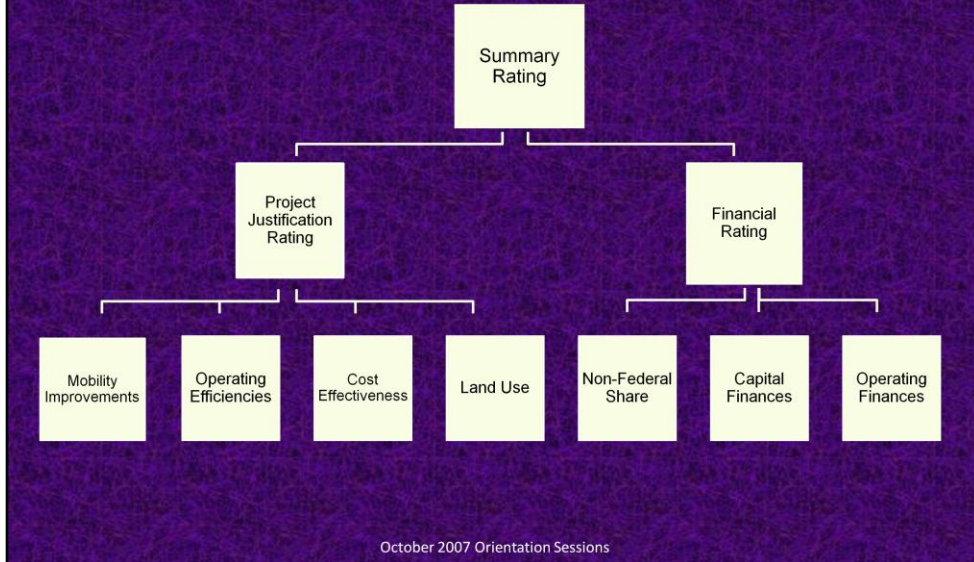 Summary
Rating
Project
Justification
Rating
Financial
Rating
Mobility
Improvements
Operating
Efficiencies
Cost
Effectiveness
Land Use
Non-Federal
Share
Capital
Finances
Operating
Finances
October 2007 Orientation Sessions